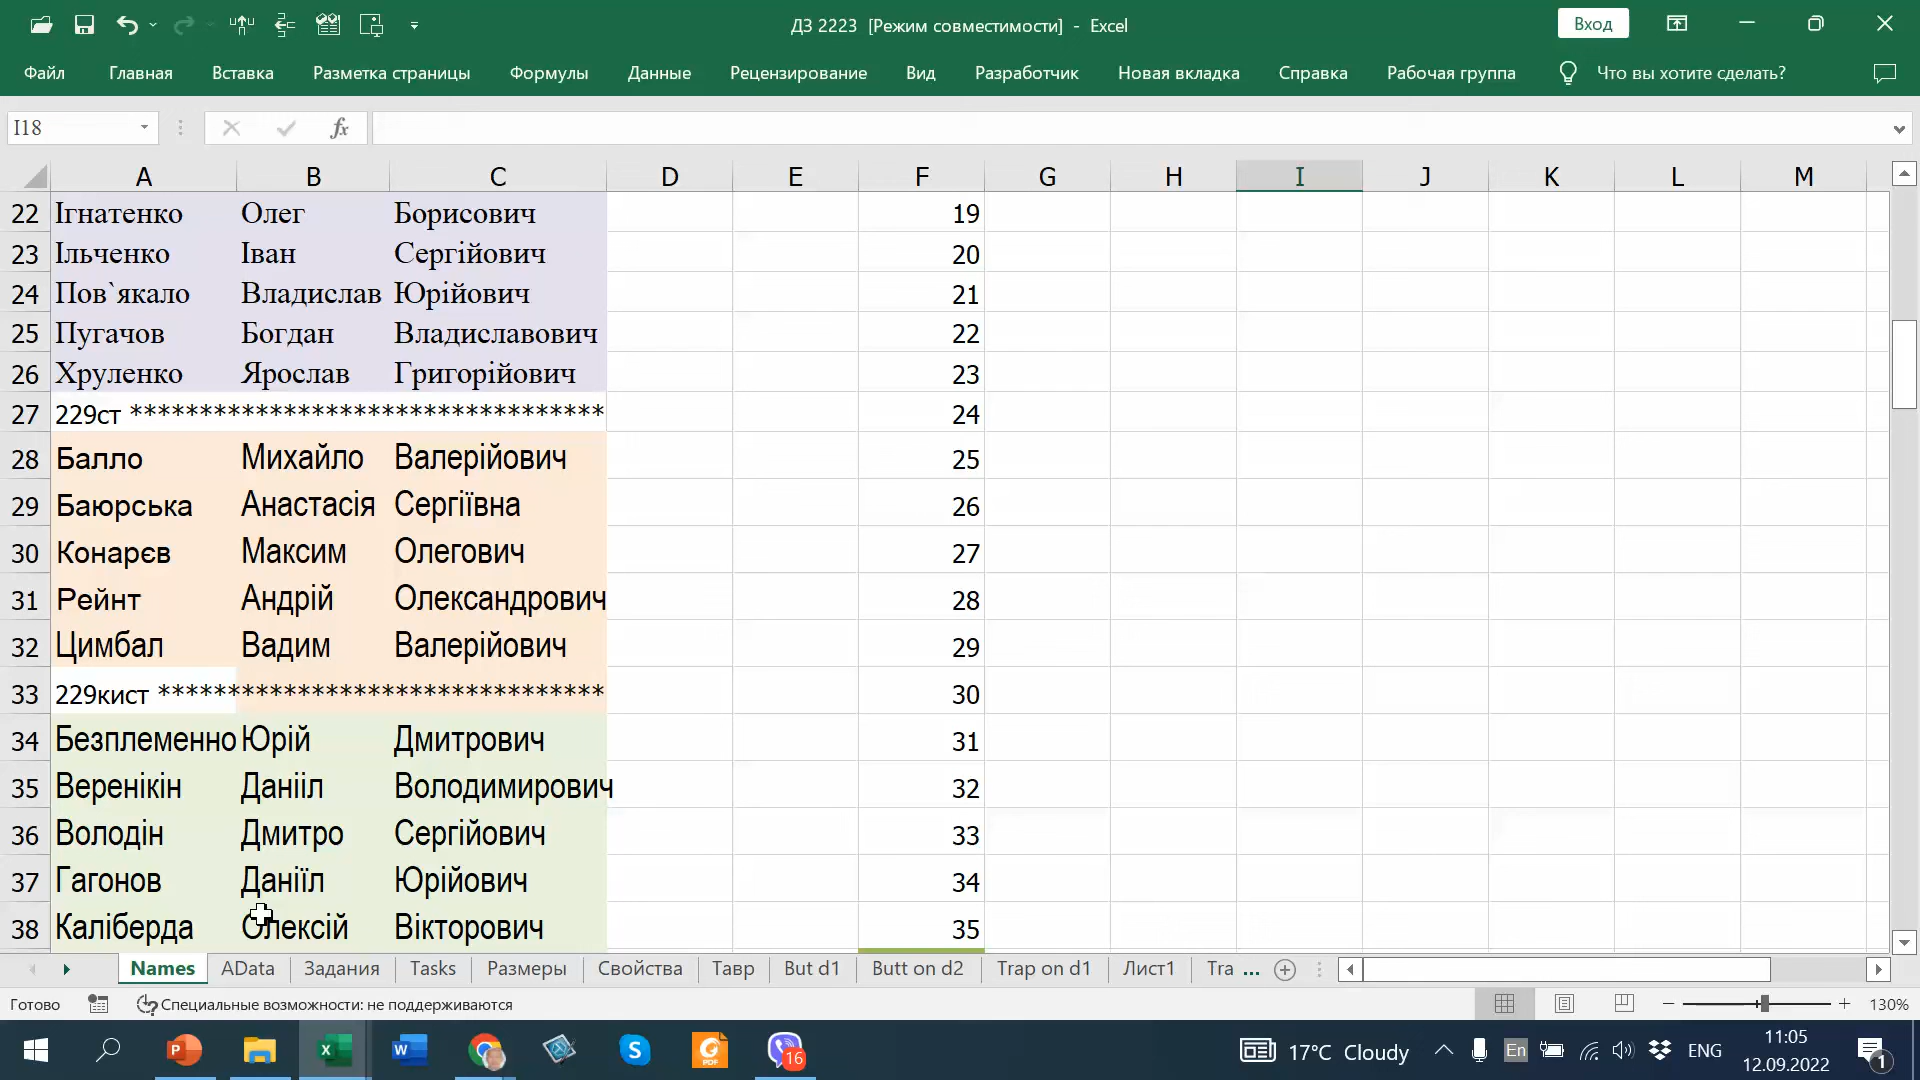 ДЗ 2223 [Режим совместимости] - Excel
Вход
Файл Главная Вставка Разметка страницы Формулы Данные Рецензирование Вид Разработчик Новая вкладка Справка Рабочая группа Что вы хотите сделать?
I18 fx
A B C D E F G H I J K L M
22 Ігнатенко Олег Борисович 19
23 Ільченко Іван Сергійович 20
24 Пов`якало Владислав Юрійович 21
25 Пугачов Богдан Владиславович 22
26 Хруленко Ярослав Григорійович 23
27 229ст ********************************** 24
28 Балло Михайло Валерійович 25
29 Баюрська Анастасія Сергіївна 26
30 Конарєв Максим Олегович 27
31 Рейнт Андрій Олександрович 28
32 Цимбал Вадим Валерійович 29
33 229кист ******************************** 30
34 Безплеменно Юрій Дмитрович 31
35 Веренікін Данііл Володимирович 32
36 Володін Дмитро Сергійович 33
37 Гагонов Даніїл Юрійович 34
38 Каліберда Олексій Вікторович 35
Names AData Задания Tasks Размеры Свойства Тавр But d1 Butt on d2 Trap on d1 Лист1 Tra ...
Готово Специальные возможности: не поддерживаются 130%
16 17°C Cloudy En ENG 11:05
12.09.2022 1